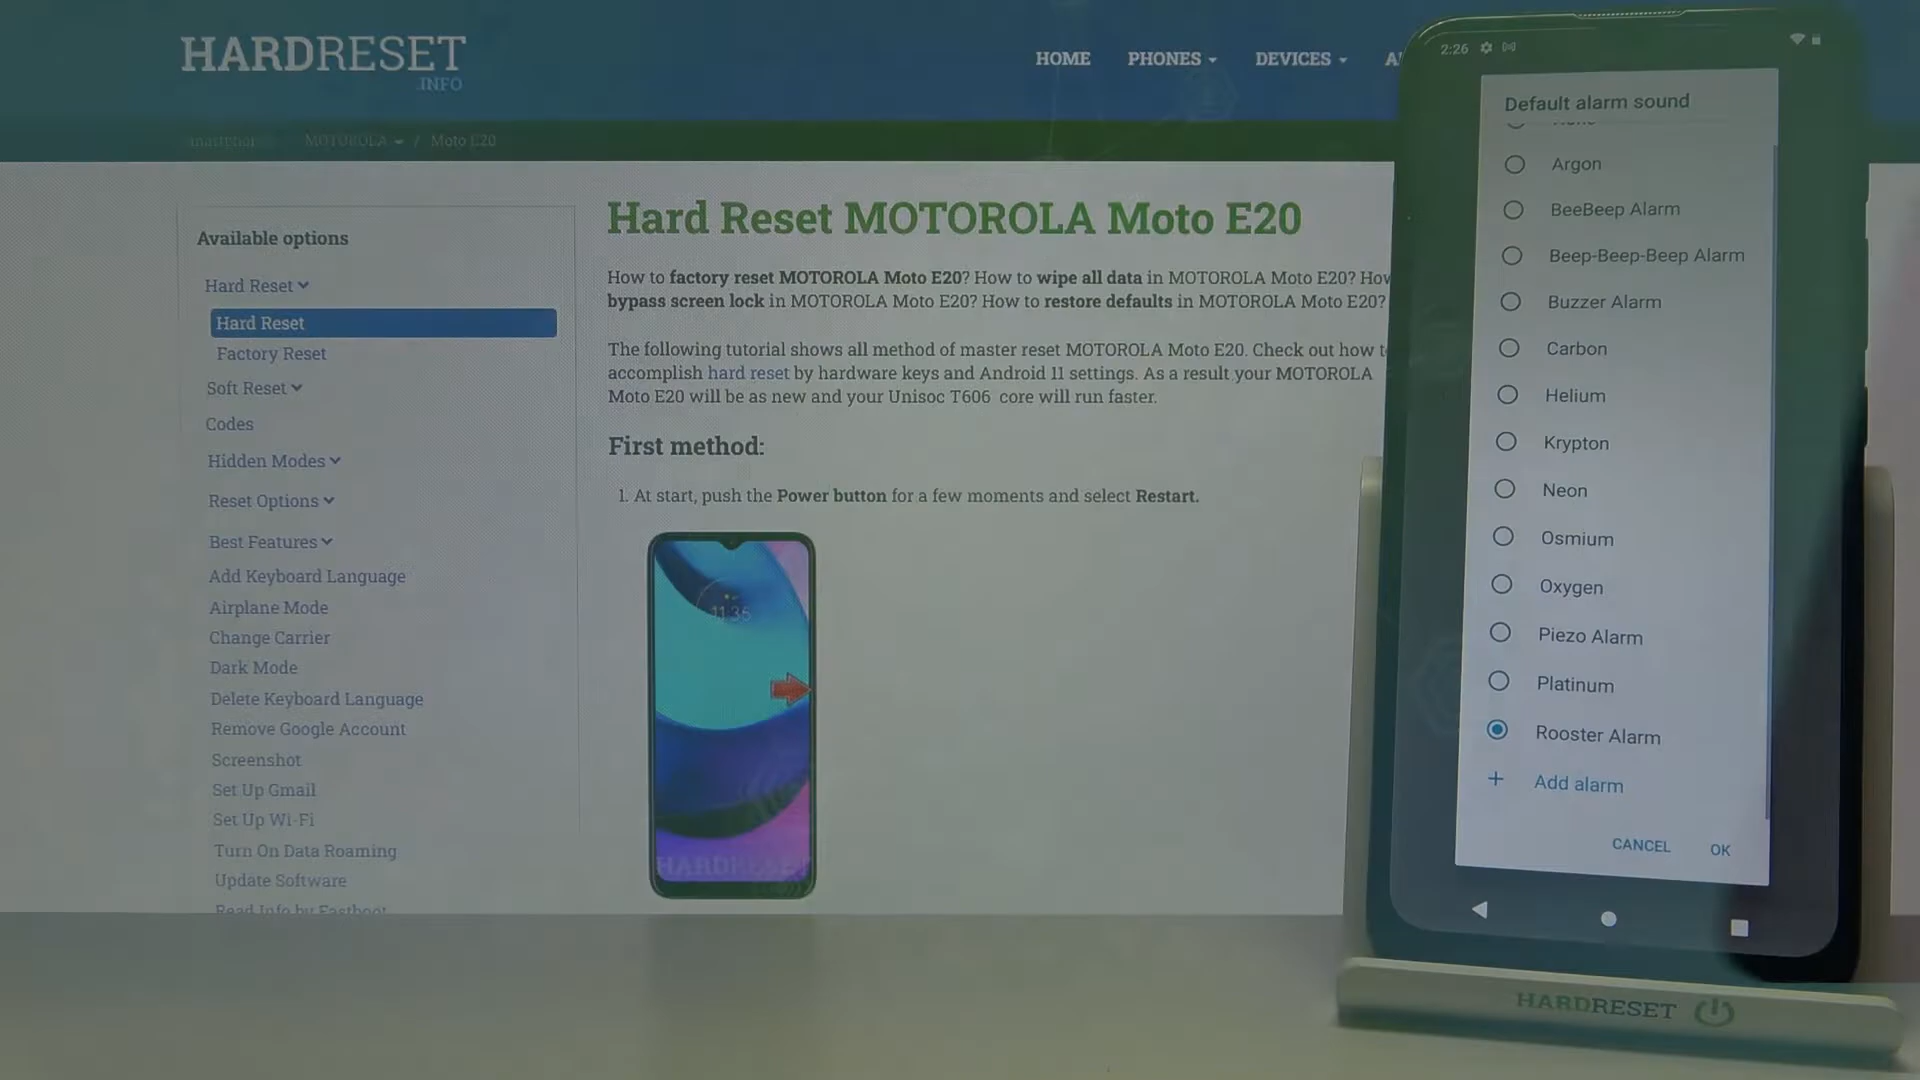 HARDRESET
.INFO
HOME PHONES DEVICES
MOTOROLA / Moto E20
Available options
Hard Reset
Hard Reset
Factory Reset
Soft Reset
Codes
Hidden Modes
Reset Options
Best Features
Add Keyboard Language
Airplane Mode
Change Carrier
Dark Mode
Delete Keyboard Language
Remove Google Account
Screenshot
Set Up Gmail
Set Up Wi-Fi
Turn On Data Roaming
Update Software
Read Info by Fastboot
Hard Reset MOTOROLA Moto E20
How to factory reset MOTOROLA Moto E20? How to wipe all data in MOTOROLA Moto E20? How
bypass screen lock in MOTOROLA Moto E20? How to restore defaults in MOTOROLA Moto E20?
The following tutorial shows all method of master reset MOTOROLA Moto E20. Check out how t
accomplish hard reset by hardware keys and Android 11 settings. As a result your MOTOROLA
Moto E20 will be as new and your Unisoc T606 core will run faster.
First method:
1. At start, push the Power button for a few moments and select Restart.
11:35
HARDRESET
2:26
Default alarm sound
Argon
BeeBeep Alarm
Beep-Beep-Beep Alarm
Buzzer Alarm
Carbon
Helium
Krypton
Neon
Osmium
Oxygen
Piezo Alarm
Platinum
Rooster Alarm
+ Add alarm
CANCEL OK
HARDRESET